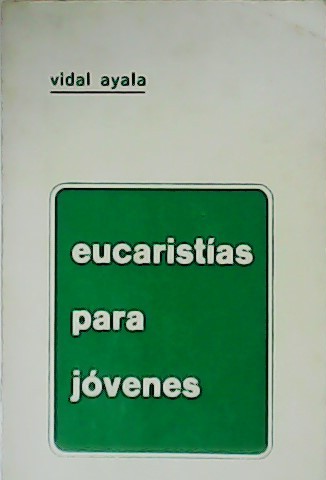 vidal ayala
eucaristías
para
jóvenes